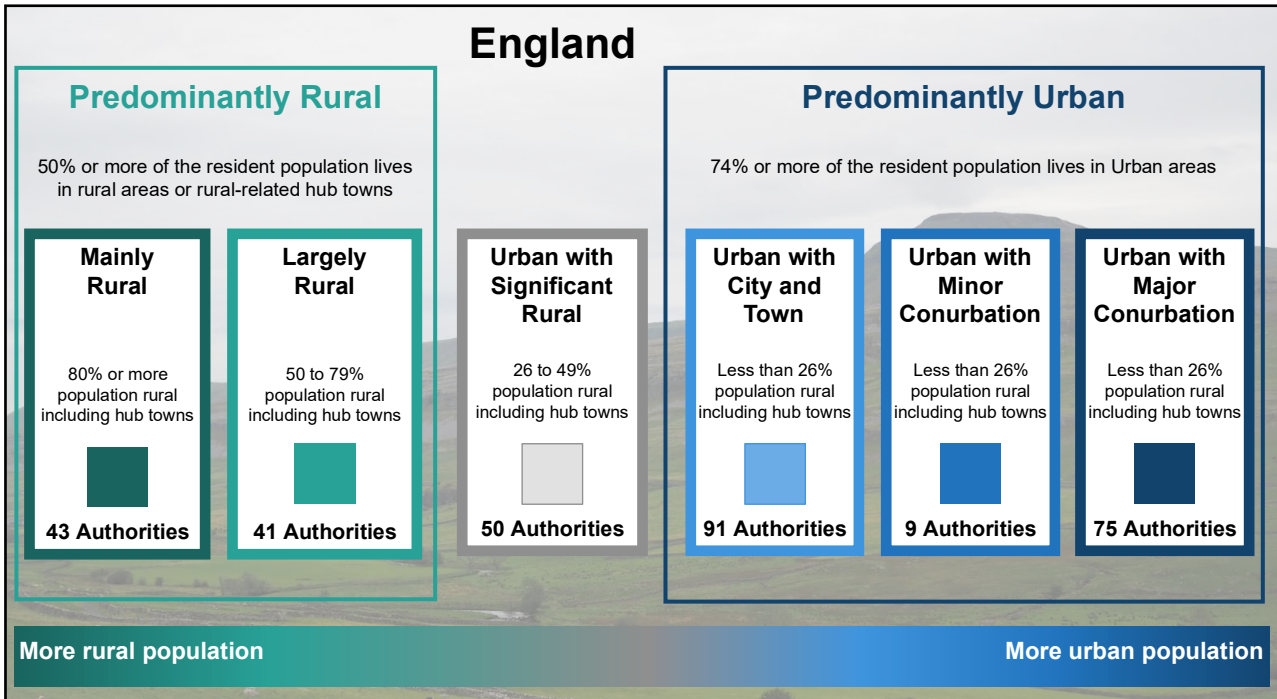 England
Predominantly Rural
50% or more of the resident population lives
in rural areas or rural-related hub towns
Mainly
Rural
80% or more
population rural
including hub towns
43 Authorities
Largely
Rural
50 to 79%
population rural
including hub towns
41 Authorities
Urban with
Significant
Rural
26 to 49%
population rural
including hub towns
50 Authorities
Predominantly Urban
74% or more of the resident population lives in Urban areas
Urban with
City and
Town
Less than 26%
population rural
including hub towns
91 Authorities
Urban with
Minor
Conurbation
Less than 26%
population rural
including hub towns
9 Authorities
Urban with
Major
Conurbation
Less than 26%
population rural
including hub towns
75 Authorities
More rural population
More urban population